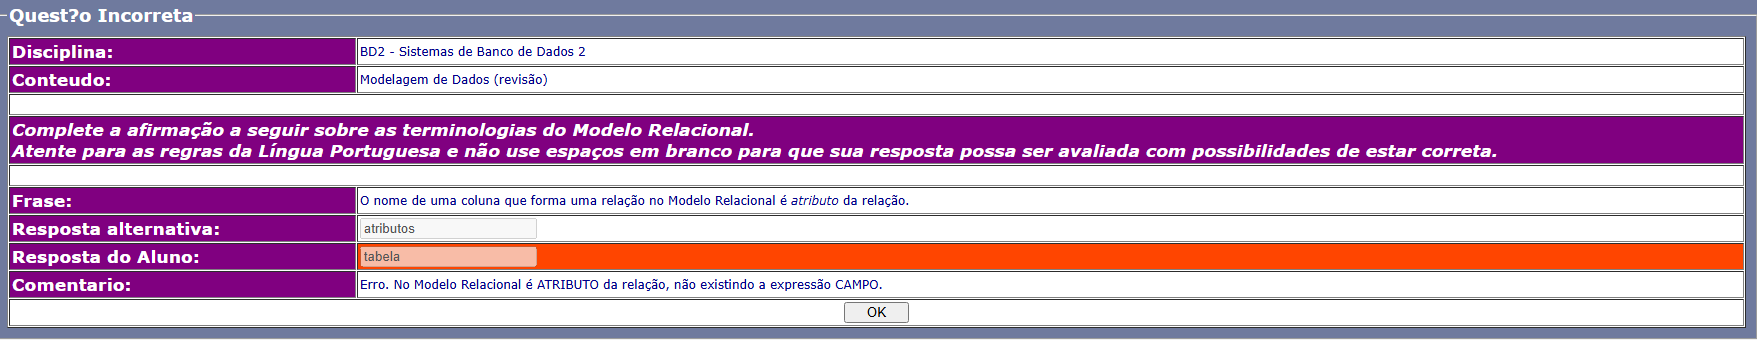 Quest?o Incorreta
Disciplina: BD2 - Sistemas de Banco de Dados 2
Conteudo: Modelagem de Dados (revisão)
Complete a afirmação a seguir sobre as terminologias do Modelo Relacional.
Atente para as regras da Língua Portuguesa e não use espaços em branco para que sua resposta possa ser avaliada com possibilidades de estar correta.
Frase: O nome de uma coluna que forma uma relação no Modelo Relacional é atributo da relação.
Resposta alternativa: atributos
Resposta do Aluno: tabela
Comentario: Erro. No Modelo Relacional é ATRIBUTO da relação, não existindo a expressão CAMPO.
OK